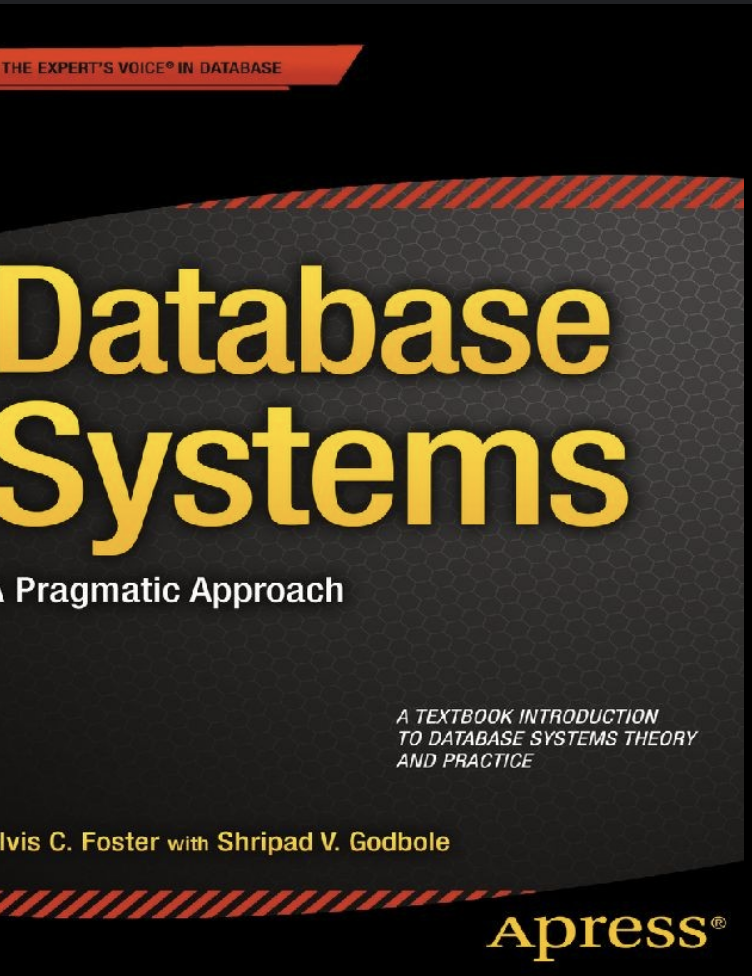 THE EXPERT'S VOICE® IN DATABASE
Database
Systems
A Pragmatic Approach
A TEXTBOOK INTRODUCTION
TO DATABASE SYSTEMS THEORY
AND PRACTICE
lvis C. Foster with Shripad V. Godbole
Apress®